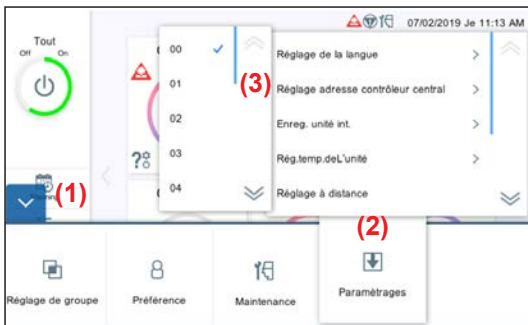 07/02/2019 Je 11:13 AM
Tout
Off On
00
01
02
03
04
(3)
Réglage de la langue
Réglage adresse contrôleur central
Enreg. unité int.
Rég.temp.deL'unité
Réglage à distance
(1)
(2)
Réglage de groupe
Préférence
Maintenance
Paramètrages